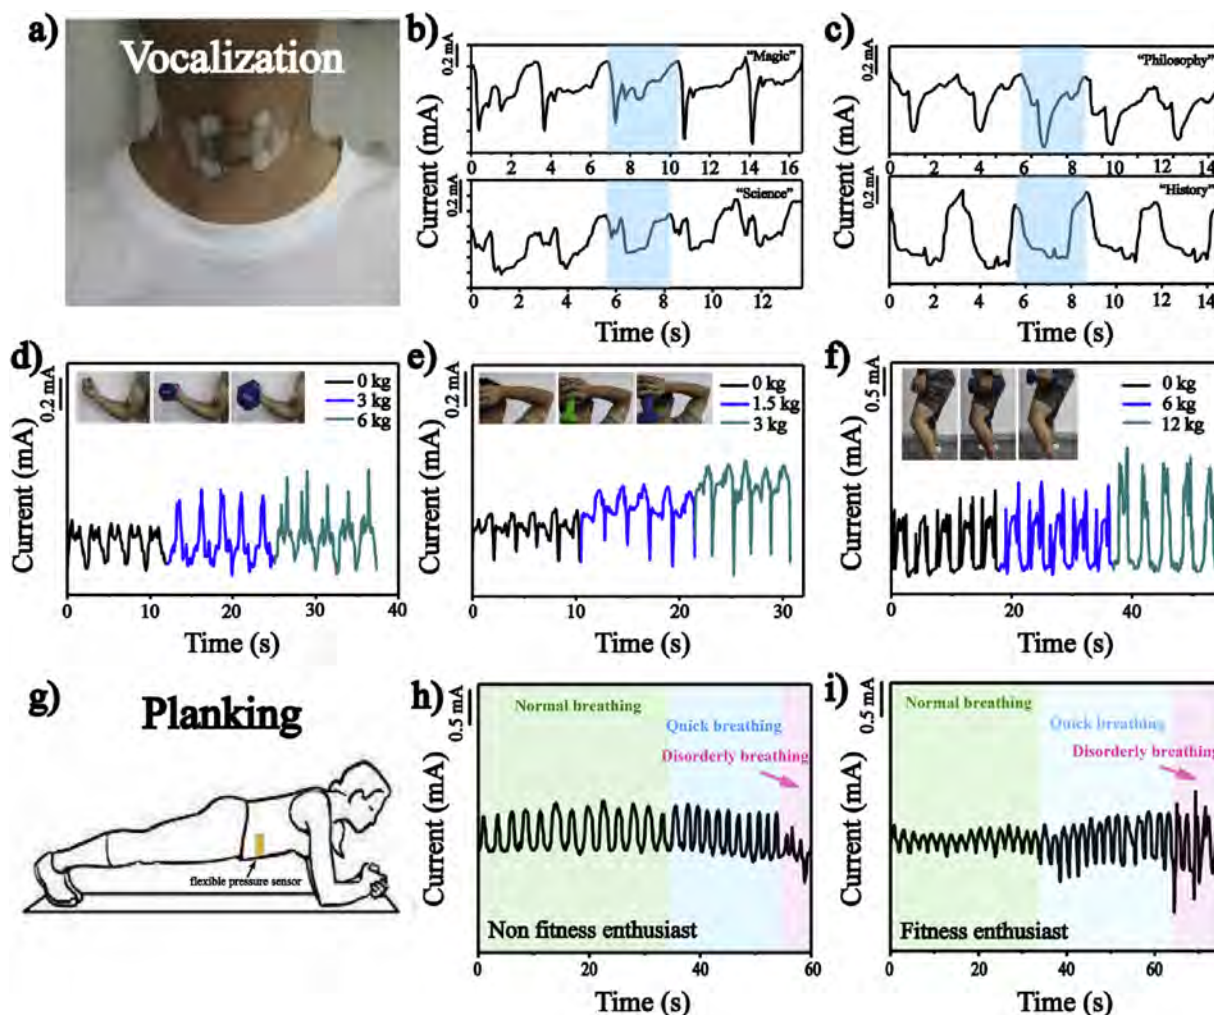 a)
Vocalization
b)
0.2 mA
"Magic"
0 2 4 6 8 10 12 14 16
0.2 mA
"Science"
0 2 4 6 8 10 12
Current (mA)
Time (s)
c)
0.2 mA
"Philosophy"
0 2 4 6 8 10 12 14
0.2 mA
"History"
0 2 4 6 8 10 12 14
Current (mA)
Time (s)
d)
0.2 mA
0 kg
3 kg
6 kg
Current (mA)
0 10 20 30 40
Time (s)
e)
0.2 mA
0 kg
1.5 kg
3 kg
Current (mA)
0 10 20 30
Time (s)
f)
0.5 mA
0 kg
6 kg
12 kg
Current (mA)
0 20 40
Time (s)
g)
Planking
flexible pressure sensor
h)
0.5 mA
Normal breathing
Quick breathing
Disorderly breathing
Current (mA)
Non fitness enthusiast
0 20 40 60
Time (s)
i)
0.5 mA
Normal breathing
Quick breathing
Disorderly breathing
Current (mA)
Fitness enthusiast
0 20 40 60
Time (s)